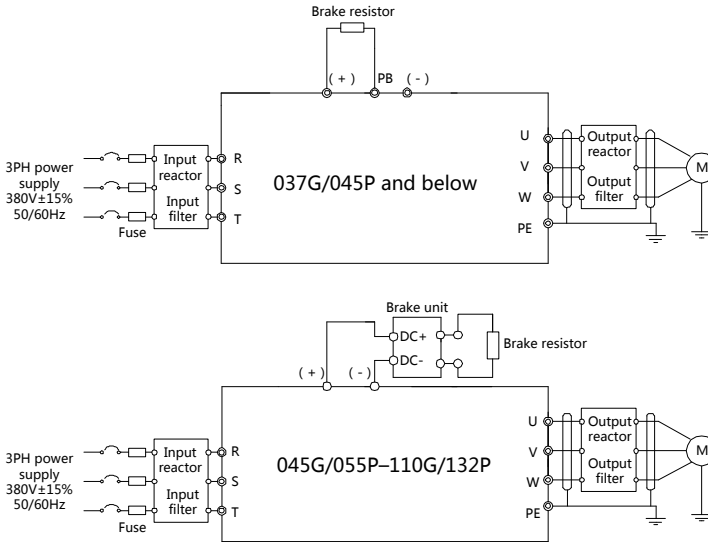 Brake resistor
( + ) PB ( - )
3PH power
supply
380V±15%
50/60Hz
Fuse
Input
reactor
Input
filter
R
S
T
037G/045P and below
U
V
W
PE
Output
reactor
Output
filter
M
Brake unit
DC+
DC-
Brake resistor
( + ) ( - )
3PH power
supply
380V±15%
50/60Hz
Fuse
Input
reactor
Input
filter
R
S
T
045G/055P–110G/132P
U
V
W
PE
Output
reactor
Output
filter
M